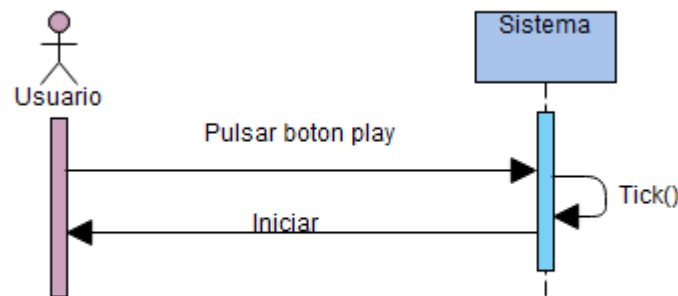 Sistema
Usuario
Pulsar boton play
Tick()
Iniciar